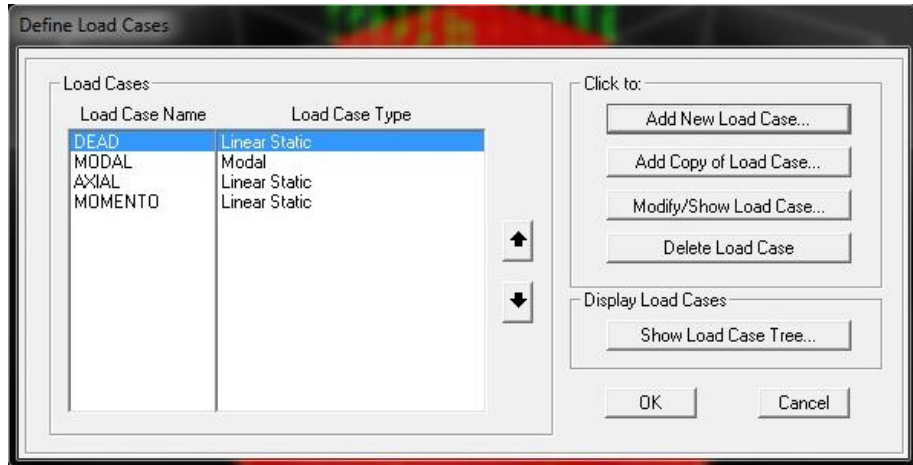 Define Load Cases
Load Cases
Load Case Name Load Case Type
DEAD Linear Static
MODAL Modal
AXIAL Linear Static
MOMENTO Linear Static
Click to:
Add New Load Case...
Add Copy of Load Case...
Modify/Show Load Case...
Delete Load Case
Display Load Cases
Show Load Case Tree...
OK Cancel